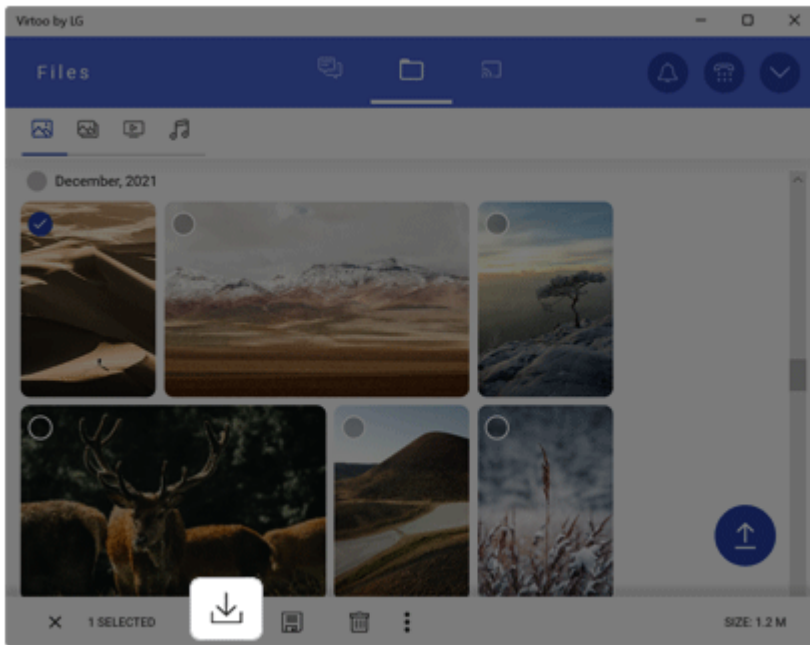 Virtoo by LG
Files
December, 2021
1 SELECTED
SIZE: 1.2 M